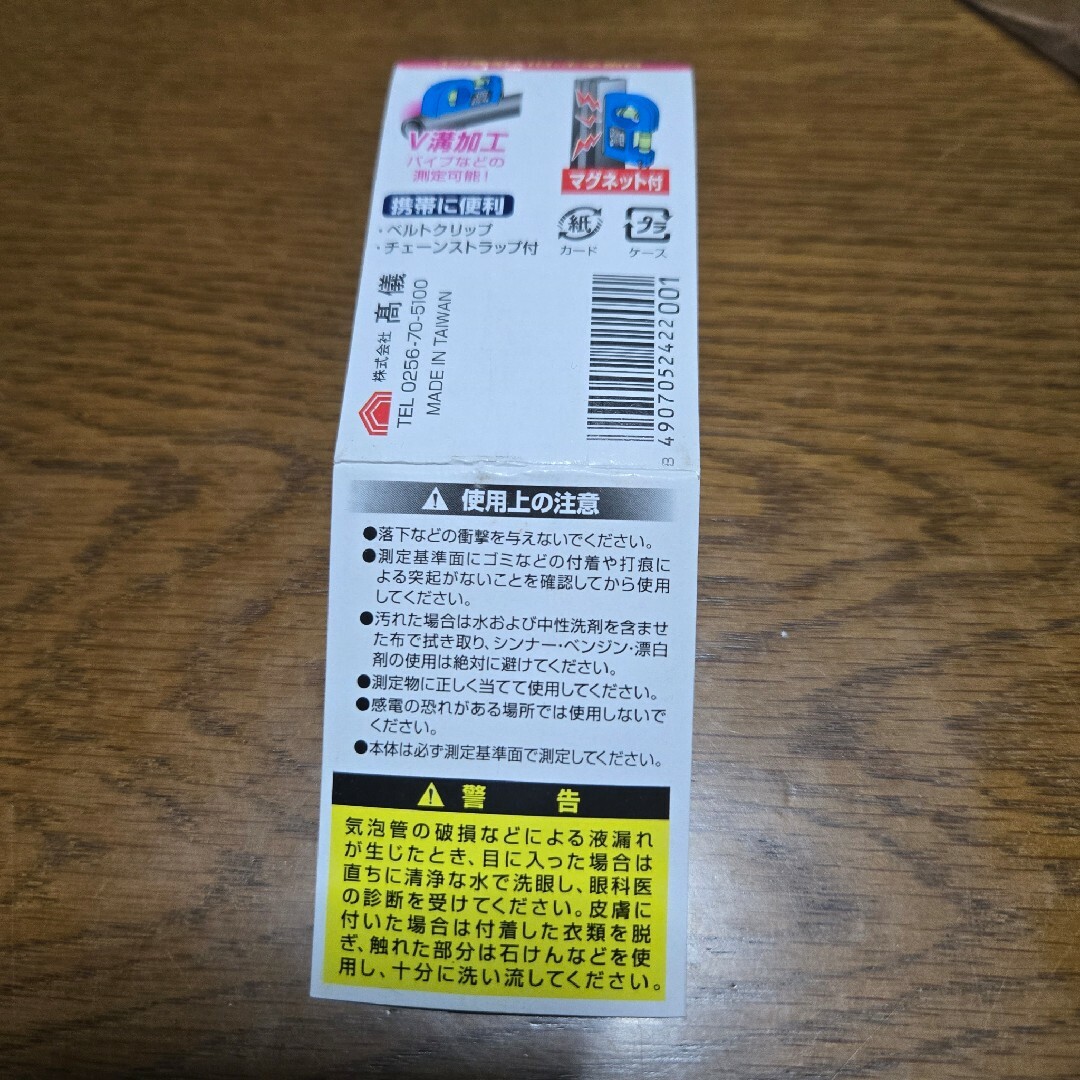 V溝加工
パイプなどの
測定可能!
マグネット付
携帯に便利
・ベルトクリップ
・チェーンストラップ付
紙
カード
プラ
ケース
株式会社 髙儀
TEL 0256-70-5100
MADE IN TAIWAN
B
4907052422001
使用上の注意
●落下などの衝撃を与えないでください。
●測定基準面にゴミなどの付着や打痕に
よる突起がないことを確認してから使用
してください。
●汚れた場合は水および中性洗剤を含ませ
た布で拭き取り、シンナー・ベンジン・漂白
剤の使用は絶対に避けてください。
●測定物に正しく当てて使用してください。
●感電の恐れがある場所では使用しないで
ください。
●本体は必ず測定基準面で測定してください。
警 告
気泡管の破損などによる液漏れ
が生じたとき、目に入った場合は
直ちに清浄な水で洗眼し、眼科医
の診断を受けてください。皮膚に
付いた場合は付着した衣類を脱
ぎ、触れた部分は石けんなどを使
用し、十分に洗い流してください。